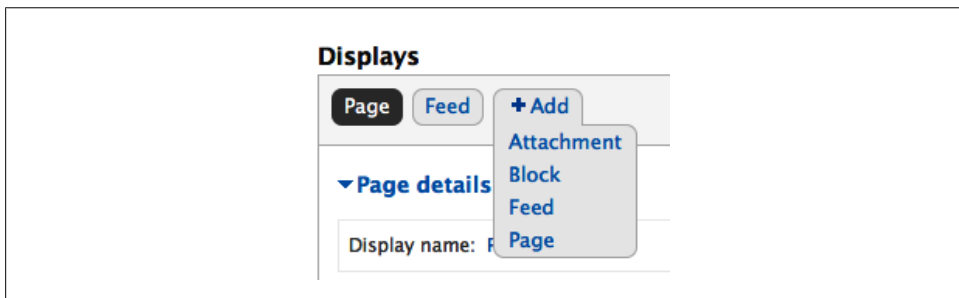 Displays
Page Feed + Add
Attachment
Block
Page details
Feed
Display name:
Page